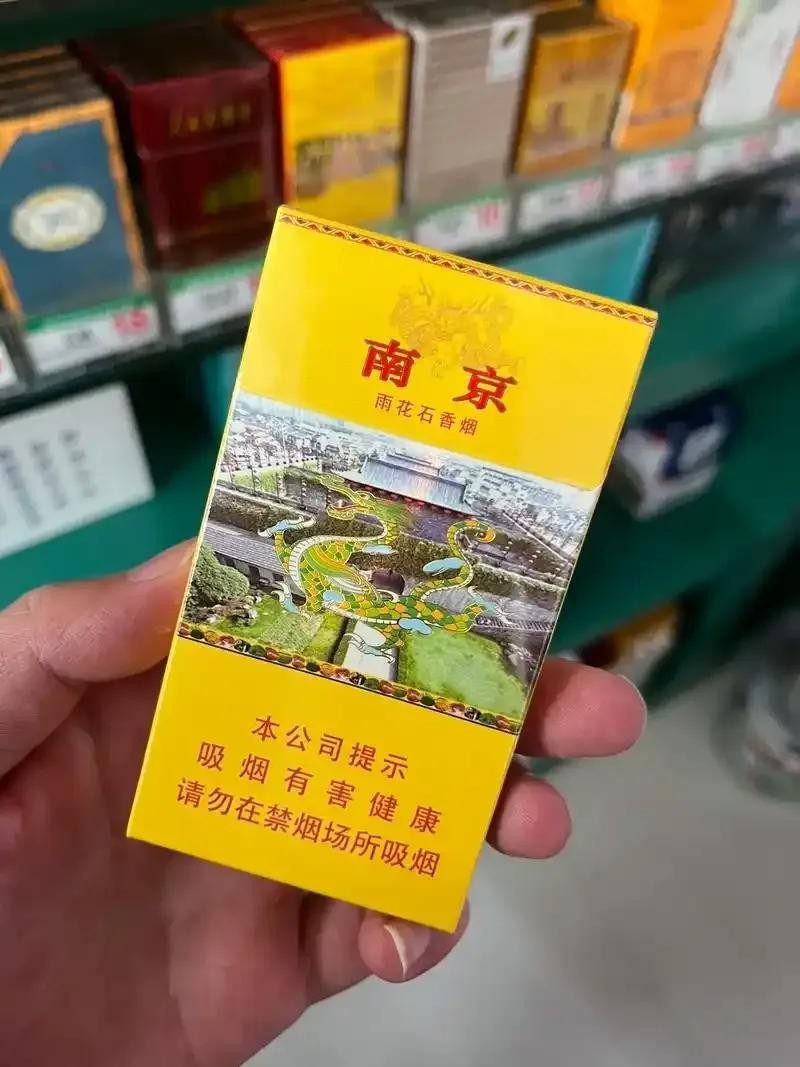 南京
雨花石香烟
本公司提示
吸烟有害健康
请勿在禁烟场所吸烟